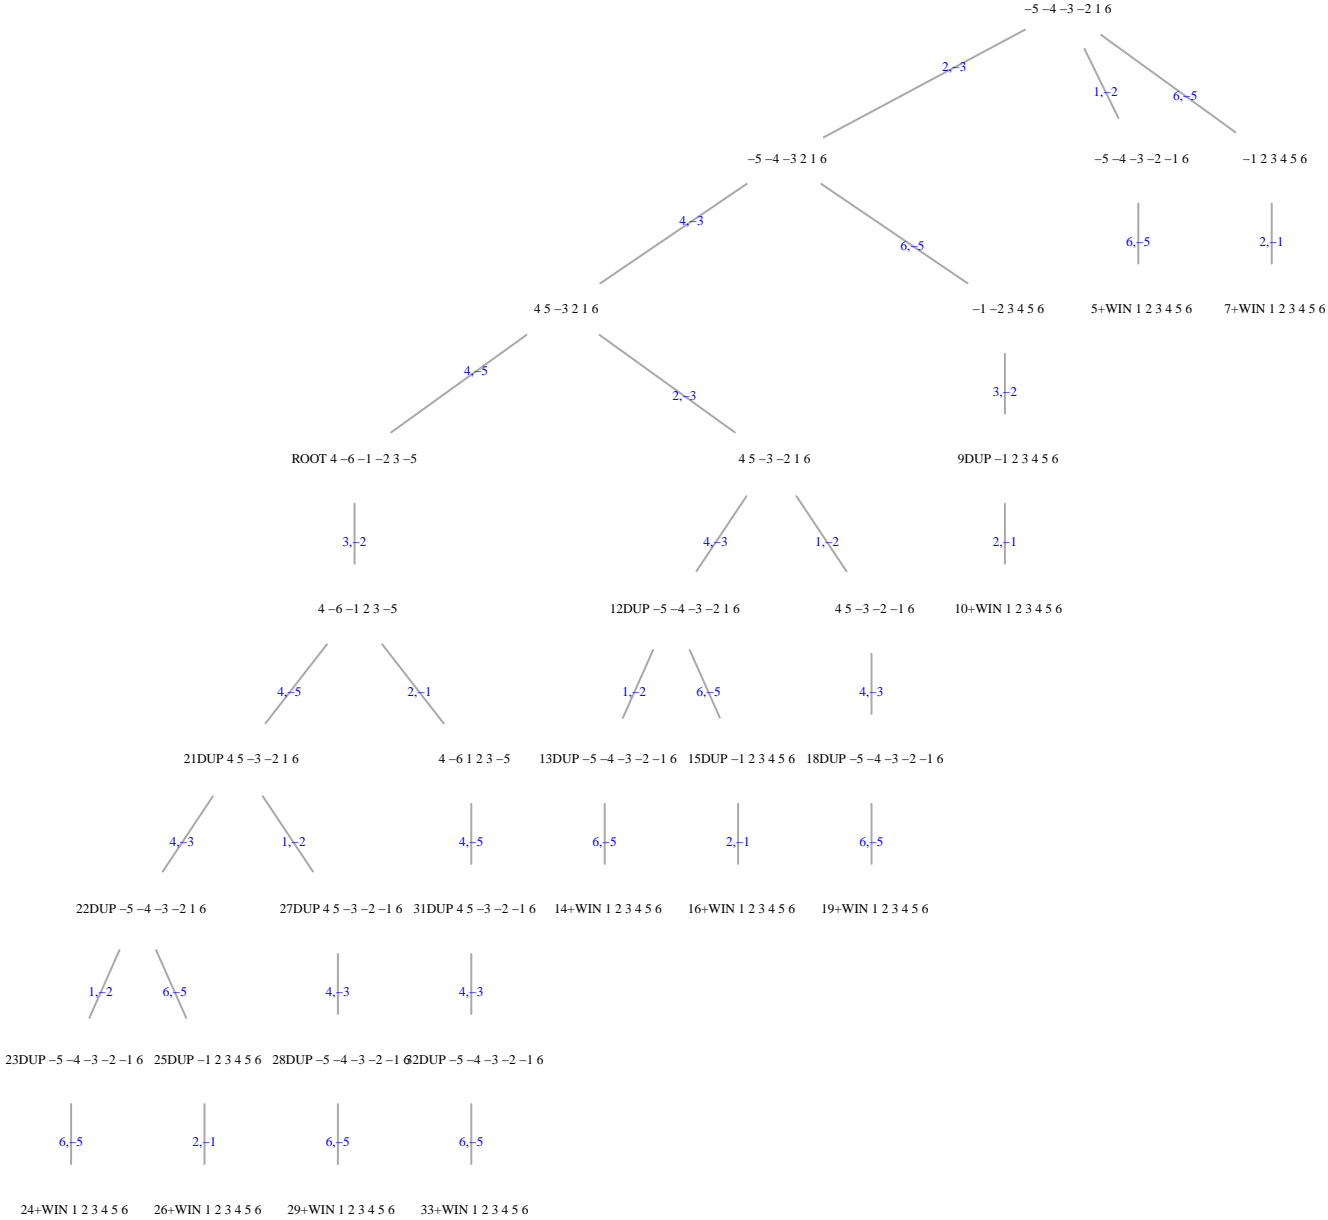 −5 −4 −3 −2 1 6
2,−3
1,−2
6,−5
−5 −4 −3 2 1 6
−5 −4 −3 −2 −1 6
−1 2 3 4 5 6
4,−3
6,−5
6,−5
2,−1
4 5 −3 2 1 6
−1 −2 3 4 5 6
5+WIN 1 2 3 4 5 6
7+WIN 1 2 3 4 5 6
4,−5
2,−3
3,−2
ROOT 4 −6 −1 −2 3 −5
4 5 −3 −2 1 6
9DUP −1 2 3 4 5 6
3,−2
4,−3
1,−2
2,−1
4 −6 −1 2 3 −5
12DUP −5 −4 −3 −2 1 6
4 5 −3 −2 −1 6
10+WIN 1 2 3 4 5 6
4,−5
2,−1
1,−2
6,−5
4,−3
21DUP 4 5 −3 −2 1 6
4 −6 1 2 3 −5
13DUP −5 −4 −3 −2 −1 6
15DUP −1 2 3 4 5 6
18DUP −5 −4 −3 −2 −1 6
4,−3
1,−2
4,−5
6,−5
2,−1
6,−5
22DUP −5 −4 −3 −2 1 6
27DUP 4 5 −3 −2 −1 6
31DUP 4 5 −3 −2 −1 6
14+WIN 1 2 3 4 5 6
16+WIN 1 2 3 4 5 6
19+WIN 1 2 3 4 5 6
1,−2
6,−5
4,−3
4,−3
23DUP −5 −4 −3 −2 −1 6
25DUP −1 2 3 4 5 6
28DUP −5 −4 −3 −2 −1 6
32DUP −5 −4 −3 −2 −1 6
6,−5
2,−1
6,−5
6,−5
24+WIN 1 2 3 4 5 6
26+WIN 1 2 3 4 5 6
29+WIN 1 2 3 4 5 6
33+WIN 1 2 3 4 5 6